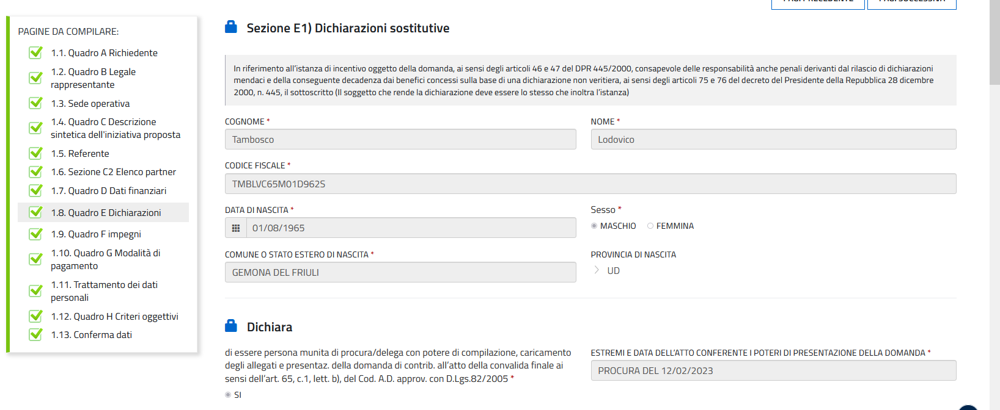 PAGINE DA COMPILARE:
1.1. Quadro A Richiedente
1.2. Quadro B Legale
rappresentante
1.3. Sede operativa
1.4. Quadro C Descrizione
sintetica dell'iniziativa proposta
1.5. Referente
1.6. Sezione C2 Elenco partner
1.7. Quadro D Dati finanziari
1.8. Quadro E Dichiarazioni
1.9. Quadro F impegni
1.10. Quadro G Modalità di
pagamento
1.11. Trattamento dei dati
personali
1.12. Quadro H Criteri oggettivi
1.13. Conferma dati
Sezione E1) Dichiarazioni sostitutive
In riferimento all'istanza di incentivo oggetto della domanda, ai sensi degli articoli 46 e 47 del DPR 445/2000, consapevole delle responsabilità anche penali derivanti dal rilascio di dichiarazioni
mendaci e della conseguente decadenza dai benefici concessi sulla base di una dichiarazione non veritiera, ai sensi degli articoli 75 e 76 del decreto del Presidente della Repubblica 28 dicembre
2000, n. 445, il sottoscritto (Il soggetto che rende la dichiarazione deve essere lo stesso che inoltra l'istanza)
COGNOME *
Tambosco
NOME *
Lodovico
CODICE FISCALE *
TMBLVC65M01D962S
DATA DI NASCITA *
01/08/1965
Sesso *
MASCHIO FEMMINA
COMUNE O STATO ESTERO DI NASCITA *
GEMONA DEL FRIULI
PROVINCIA DI NASCITA
UD
Dichiara
di essere persona munita di procura/delega con potere di compilazione, caricamento
degli allegati e presentaz. della domanda di contrib. all'atto della convalida finale ai
sensi dell'art. 65, c.1, lett. b), del Cod. A.D. approv. con D.Lgs.82/2005 *
SI
ESTREMI E DATA DELL'ATTO CONFERENTE I POTERI DI PRESENTAZIONE DELLA DOMANDA *
PROCURA DEL 12/02/2023